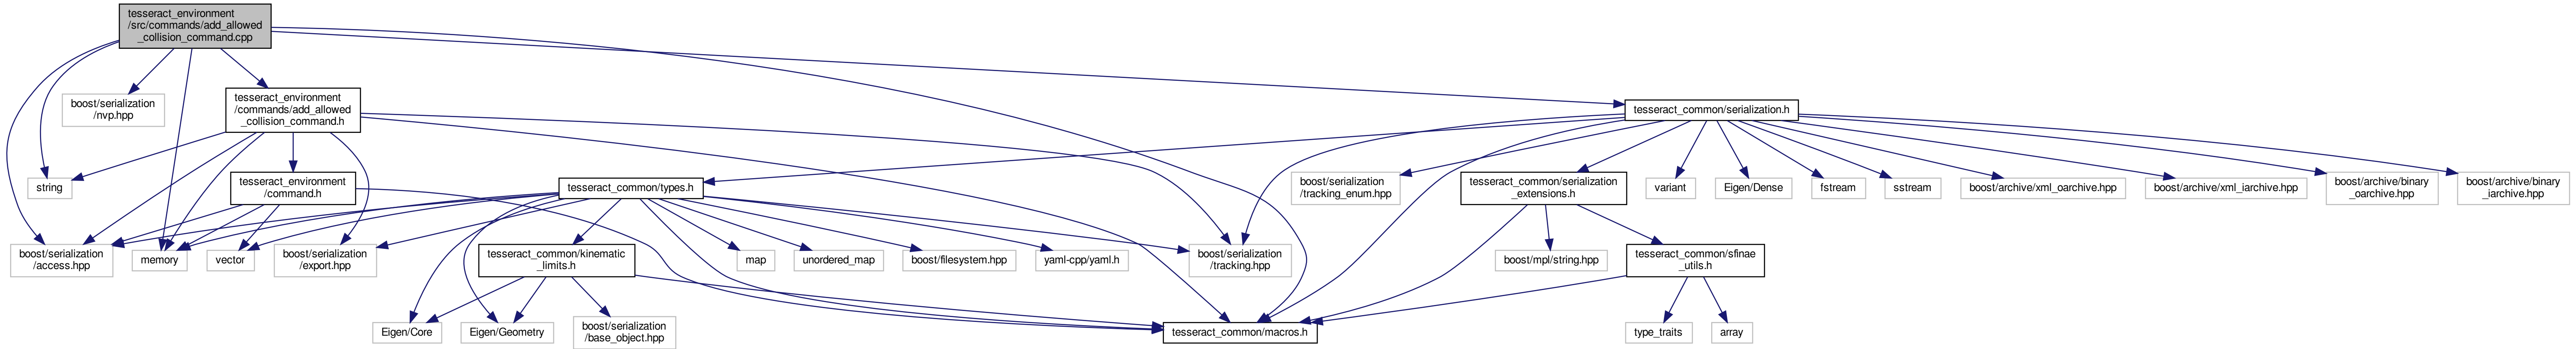 tesseract_environment
/src/commands/add_allowed
_collision_command.cpp
boost/serialization
/nvp.hpp
tesseract_environment
/commands/add_allowed
_collision_command.h
tesseract_common/serialization.h
string
tesseract_environment
/command.h
tesseract_common/types.h
boost/serialization
/tracking_enum.hpp
tesseract_common/serialization
_extensions.h
variant
Eigen/Dense
fstream
sstream
boost/archive/xml_oarchive.hpp
boost/archive/xml_iarchive.hpp
boost/archive/binary
_oarchive.hpp
boost/archive/binary
_iarchive.hpp
boost/serialization
/access.hpp
memory
vector
boost/serialization
/export.hpp
tesseract_common/kinematic
_limits.h
map
unordered_map
boost/filesystem.hpp
yaml-cpp/yaml.h
boost/serialization
/tracking.hpp
boost/mpl/string.hpp
tesseract_common/sfinae
_utils.h
Eigen/Core
Eigen/Geometry
boost/serialization
/base_object.hpp
tesseract_common/macros.h
type_traits
array